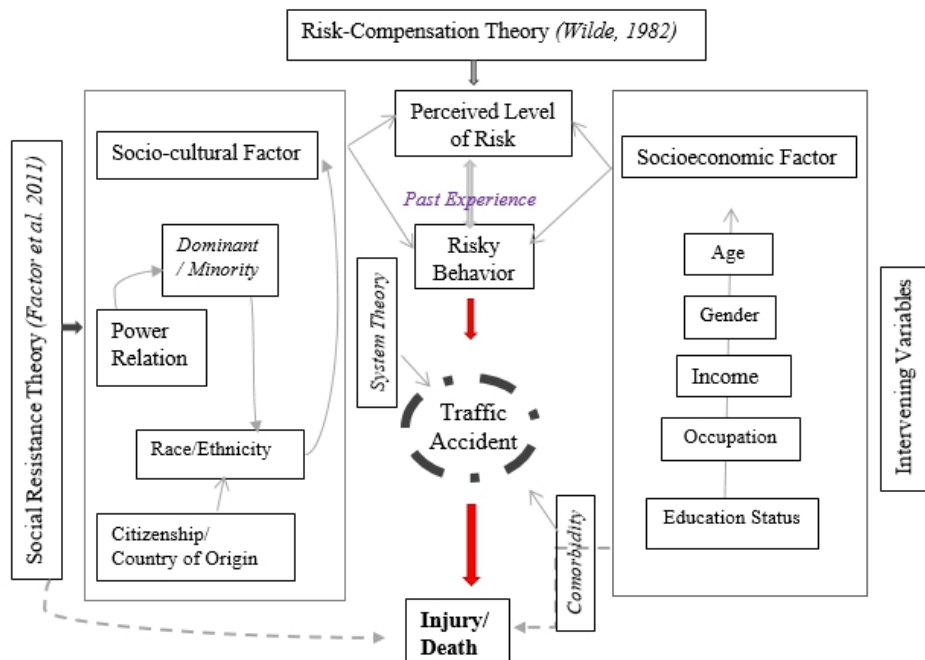 Risk-Compensation Theory (Wilde, 1982)
Social Resistance Theory (Factor et al. 2011)
Socio-cultural Factor
Dominant
/ Minority
Power
Relation
Race/Ethnicity
Citizenship/
Country of Origin
Perceived Level
of Risk
Past Experience
Risky
Behavior
System Theory
Traffic
Accident
Comorbidity
Injury/
Death
Socioeconomic Factor
Age
Gender
Income
Occupation
Education Status
Intervening Variables